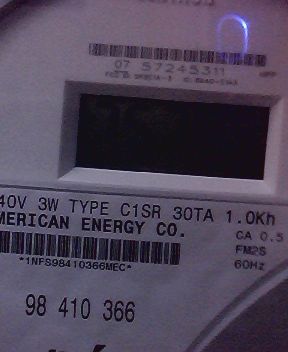 07 57245311
40V 3W TYPE C1SR 30TA 1.0Kh
MERICAN ENERGY CO.
CA 0.5
FM2S
60Hz
*1NFS98410366MEC*
98 410 366